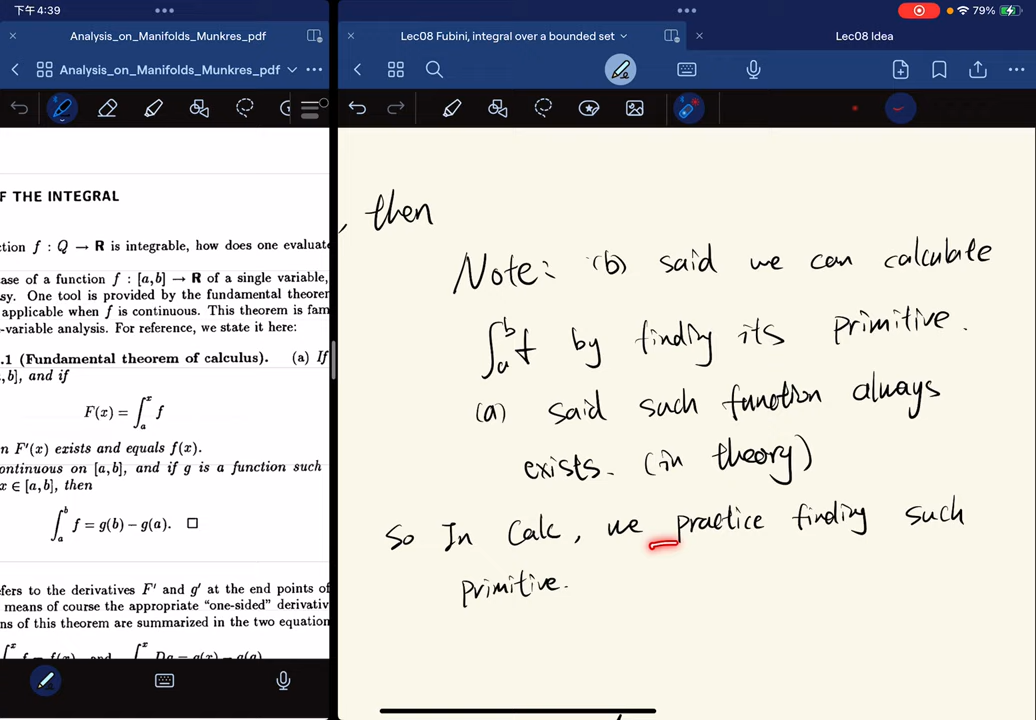 下午4:39
79%
Analysis_on_Manifolds_Munkres_pdf
Lec08 Fubini, integral over a bounded set
Lec08 Idea
Analysis_on_Manifolds_Munkres_pdf
F THE INTEGRAL
ction f : Q → R is integrable, how does one evaluate
ase of a function f : [a, b] → R of a single variable,
sy. One tool is provided by the fundamental theorem
applicable when f is continuous. This theorem is fam
-variable analysis. For reference, we state it here:
.1 (Fundamental theorem of calculus). (a) If
, b], and if
F(x) = ∫_a^x f
n F′(x) exists and equals f(x).
ontinuous on [a, b], and if g is a function such
x ∈ [a, b], then
∫_a^b f = g(b) − g(a). □
efers to the derivatives F′ and g′ at the end points of
means of course the appropriate “one-sided” derivativ
ns of this theorem are summarized in the two equation
, then
Note: (b) said we can calculate
∫_a^b f by finding its primitive.
(a) said such function always
exists. (in theory)
So In Calc, we practice finding such
primitive.